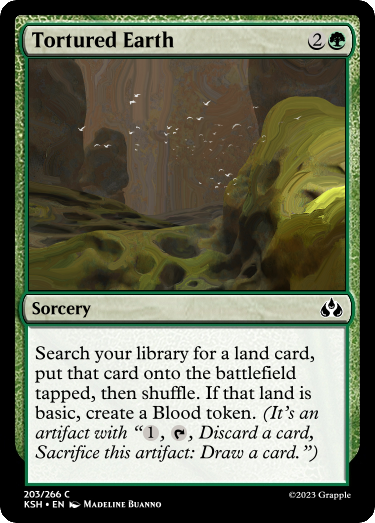 Tortured Earth 2
Sorcery
Search your library for a land card,
put that card onto the battlefield
tapped, then shuffle. If that land is
basic, create a Blood token. (It's an
artifact with “1, , Discard a card,
Sacrifice this artifact: Draw a card.”)
203/266 C
KSH • EN Madeline Buanno ©2023 Grapple